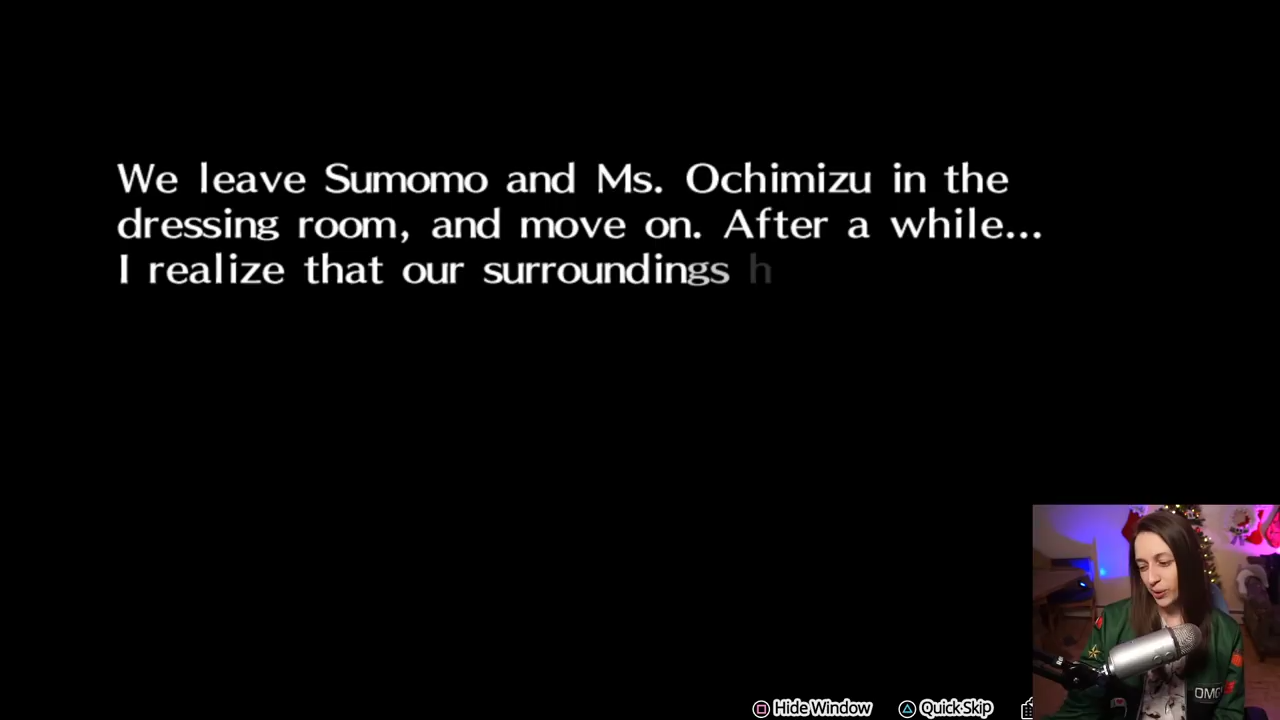 We leave Sumomo and Ms. Ochimizu in the
dressing room, and move on. After a while...
I realize that our surroundings h
Hide Window
Quick Skip
OMG